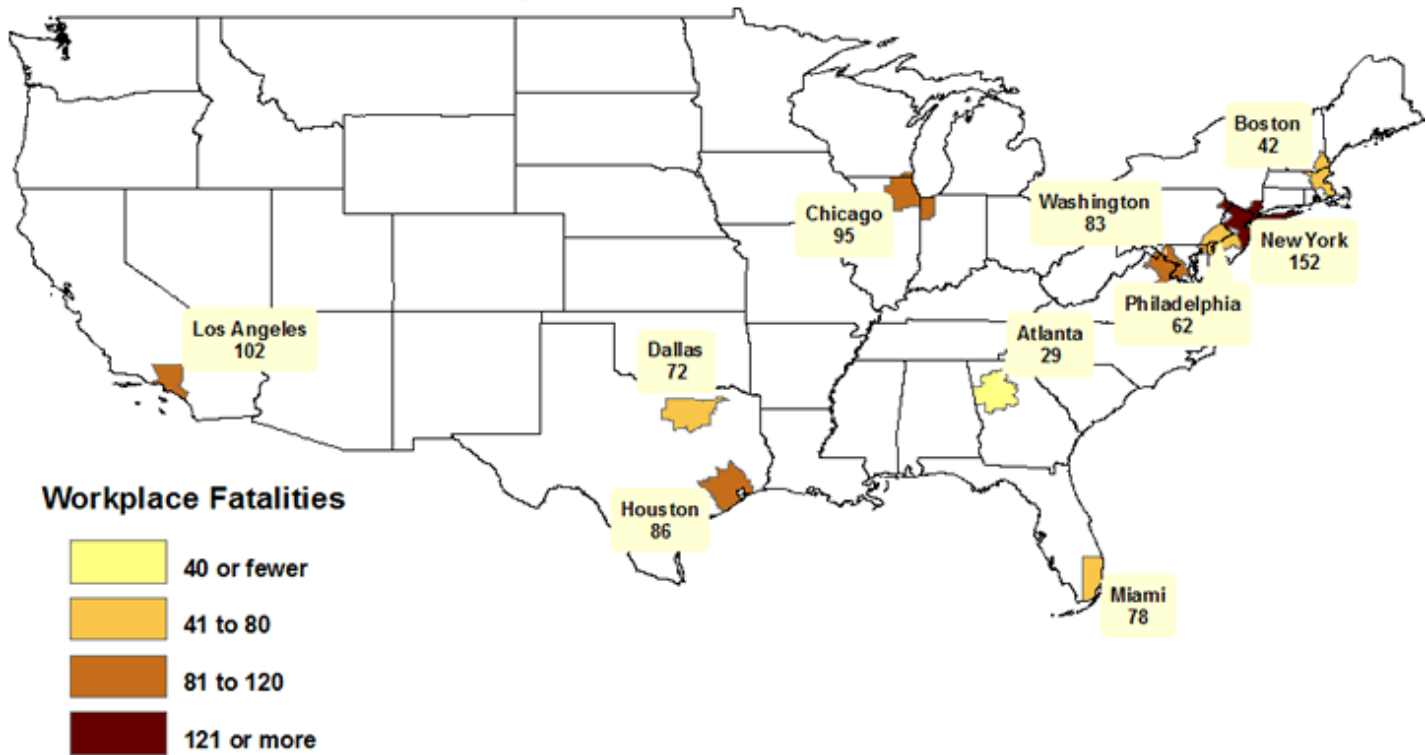 Boston
42
Washington
83
Chicago
95
New York
152
Philadelphia
62
Los Angeles
102
Atlanta
29
Dallas
72
Houston
86
Miami
78
Workplace Fatalities
40 or fewer
41 to 80
81 to 120
121 or more